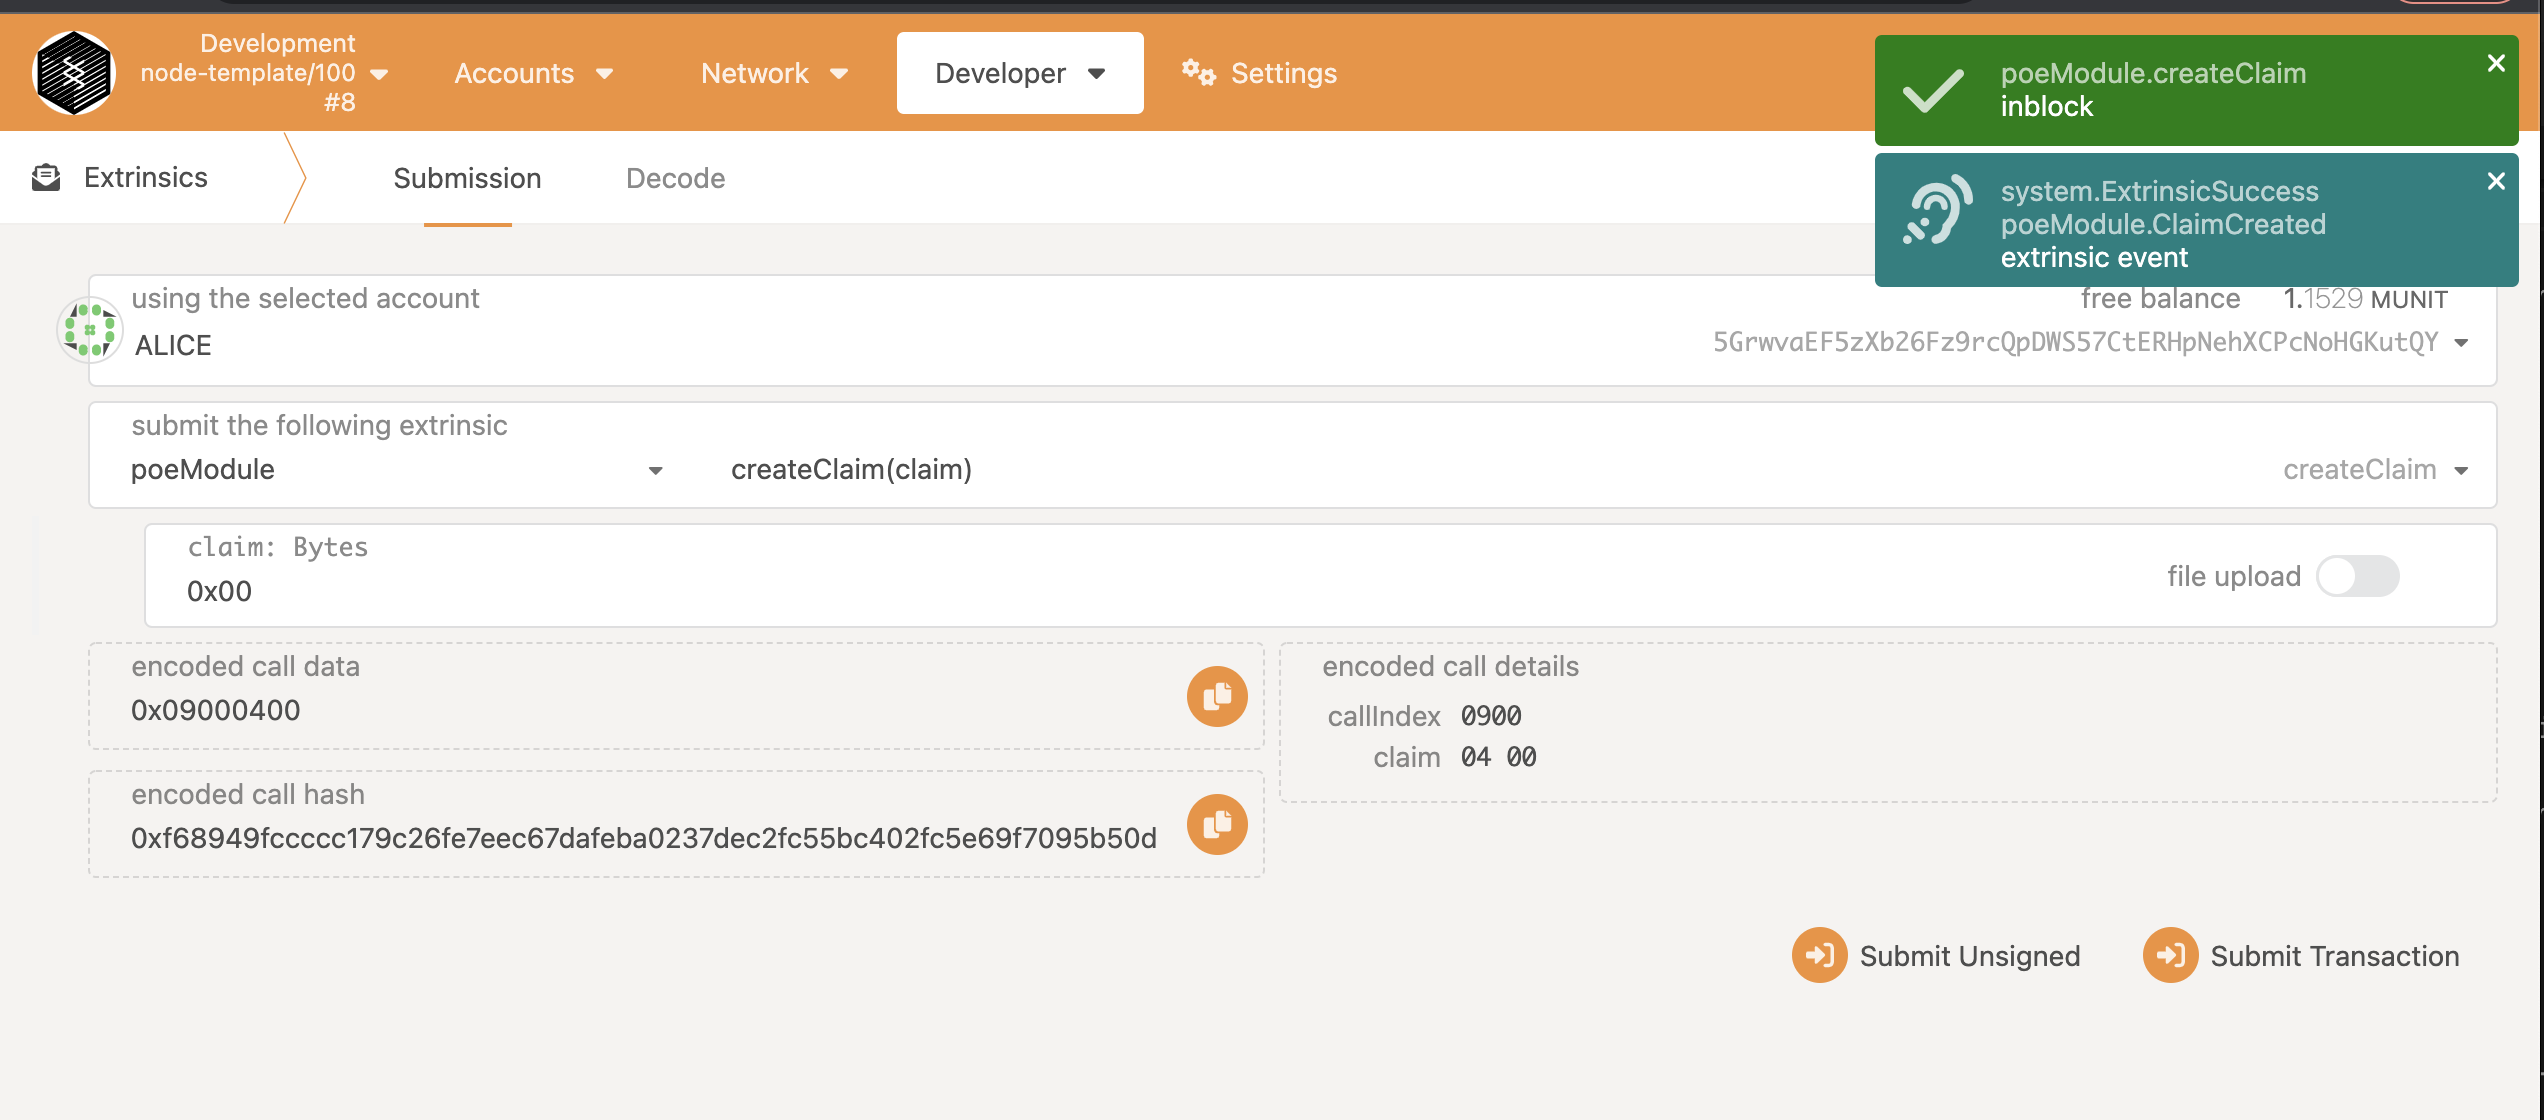 Development
node-template/100
#8
Accounts
Network
Developer
Settings
poeModule.createClaim
inblock
system.ExtrinsicSuccess
poeModule.ClaimCreated
extrinsic event
Extrinsics
Submission
Decode
using the selected account
ALICE
free balance 1.1529 MUNIT
5GrwvaEF5zXb26Fz9rcQpDWS57CtERHpNehXCPcNoHGKutQY
submit the following extrinsic
poeModule
createClaim(claim)
createClaim
claim: Bytes
0x00
file upload
encoded call data
0x09000400
encoded call details
callIndex 0900
claim 04 00
encoded call hash
0xf68949fccccc179c26fe7eec67dafeba0237dec2fc55bc402fc5e69f7095b50d
Submit Unsigned
Submit Transaction